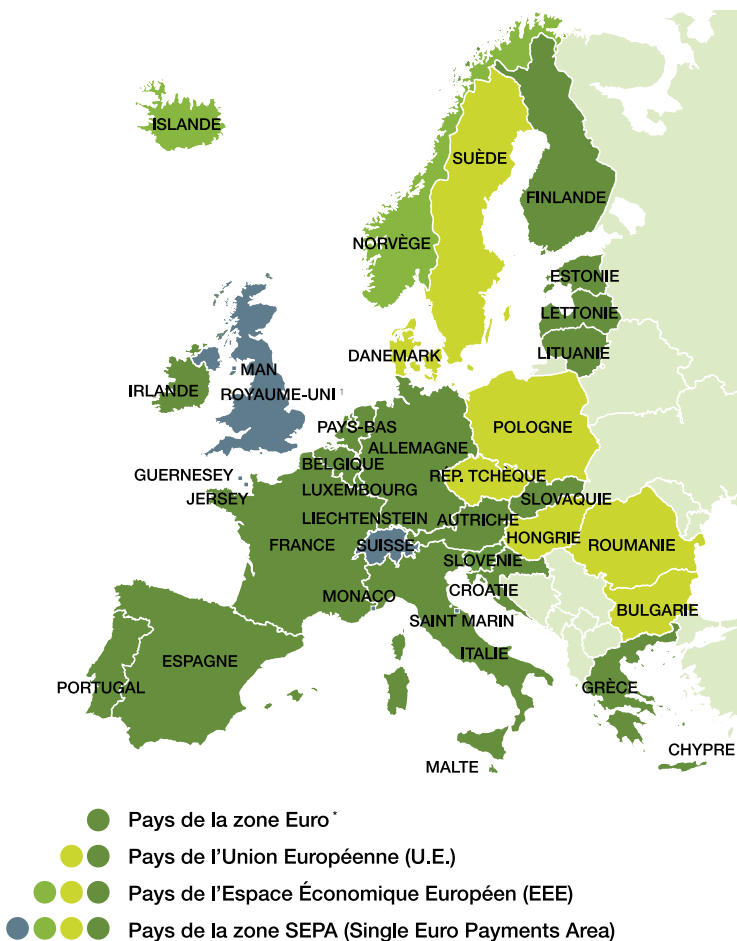 ISLANDE
SUÈDE
FINLANDE
NORVÈGE
ESTONIE
LETTONIE
LITUANIE
DANEMARK
MAN
IRLANDE
ROYAUME-UNI
PAYS-BAS
POLOGNE
ALLEMAGNE
BELGIQUE
RÉP. TCHÈQUE
GUERNESEY
LUXEMBOURG
JERSEY
SLOVAQUIE
LIECHTENSTEIN
AUTRICHE
HONGRIE
ROUMANIE
FRANCE
SUISSE
SLOVENIE
CROATIE
MONACO
BULGARIE
SAINT MARIN
ITALIE
ESPAGNE
PORTUGAL
GRÈCE
CHYPRE
MALTE
Pays de la zone Euro*
Pays de l'Union Européenne (U.E.)
Pays de l'Espace Économique Européen (EEE)
Pays de la zone SEPA (Single Euro Payments Area)